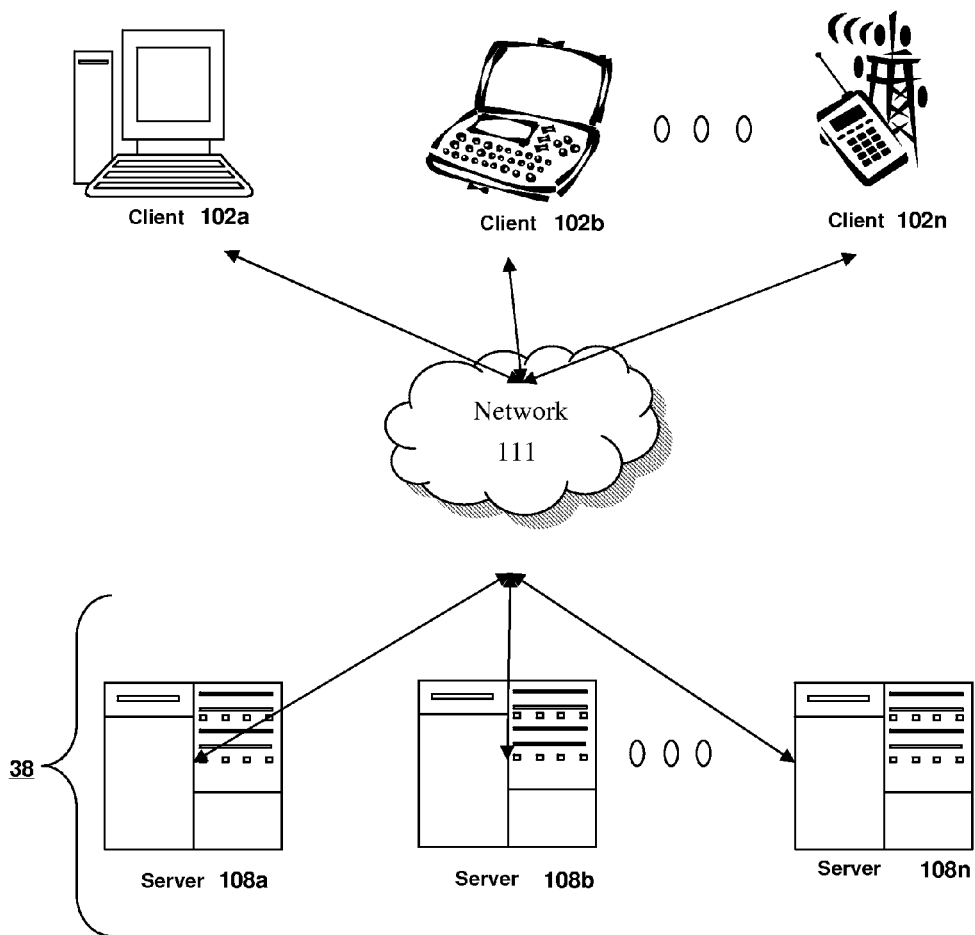 Client 102a
Client 102b
Client 102n
Network
111
38
Server 108a
Server 108b
Server 108n